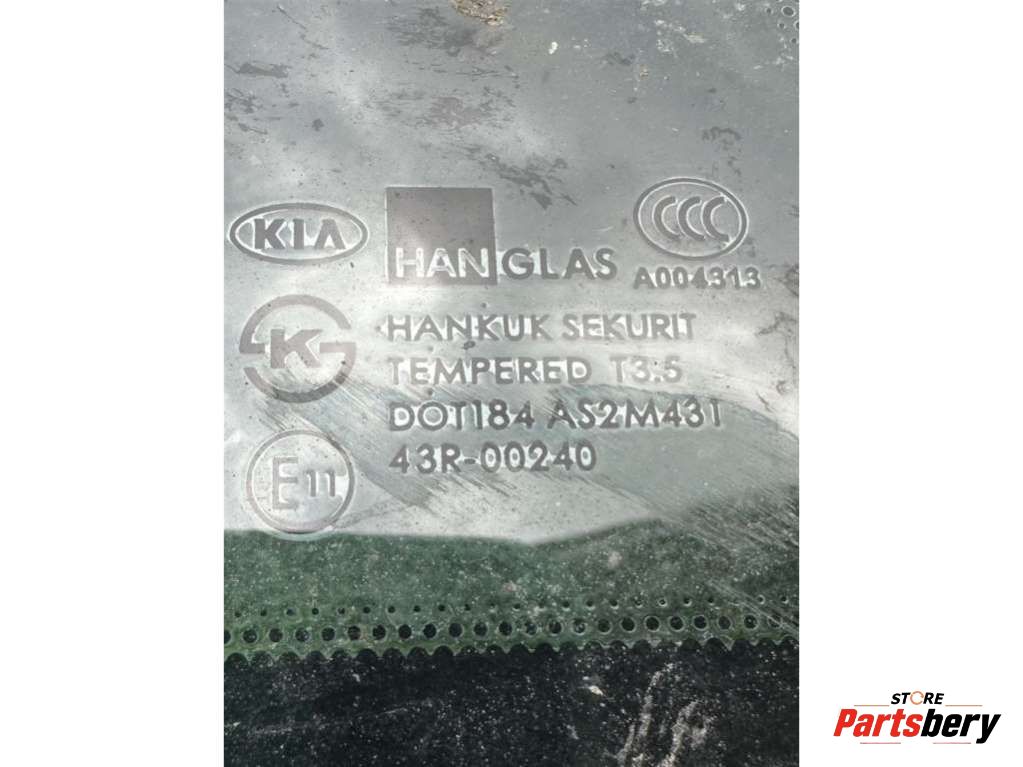 KIA
HANGLAS
CCC
A004313
K
HANKUK SEKURIT
TEMPERED T3.5
DOT184 AS2M431
E11
43R-00240
STORE
Partsbery